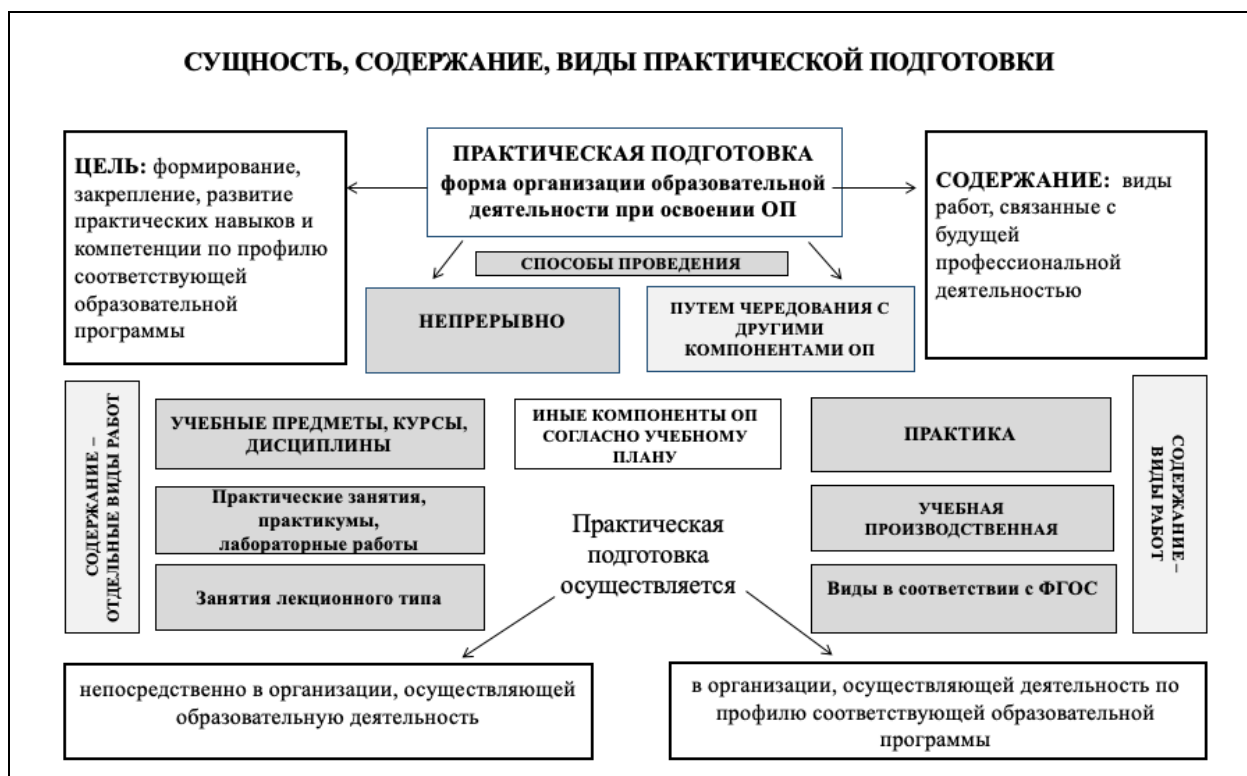 СУЩНОСТЬ, СОДЕРЖАНИЕ, ВИДЫ ПРАКТИЧЕСКОЙ ПОДГОТОВКИ
ЦЕЛЬ: формирование,
закрепление, развитие
практических навыков и
компетенции по профилю
соответствующей
образовательной
программы
ПРАКТИЧЕСКАЯ ПОДГОТОВКА
форма организации образовательной
деятельности при освоении ОП
СОДЕРЖАНИЕ: виды
работ, связанные с
будущей
профессиональной
деятельностью
СПОСОБЫ ПРОВЕДЕНИЯ
НЕПРЕРЫВНО
ПУТЕМ ЧЕРЕДОВАНИЯ С
ДРУГИМИ
КОМПОНЕНТАМИ ОП
СОДЕРЖАНИЕ –
ОТДЕЛЬНЫЕ ВИДЫ РАБОТ
УЧЕБНЫЕ ПРЕДМЕТЫ, КУРСЫ,
ДИСЦИПЛИНЫ
Практические занятия,
практикумы,
лабораторные работы
Занятия лекционного типа
ИНЫЕ КОМПОНЕНТЫ ОП
СОГЛАСНО УЧЕБНОМУ
ПЛАНУ
Практическая
подготовка
осуществляется
ПРАКТИКА
УЧЕБНАЯ
ПРОИЗВОДСТВЕННАЯ
Виды в соответствии с ФГОС
СОДЕРЖАНИЕ–
ВИДЫ РАБОТ
непосредственно в организации, осуществляющей
образовательную деятельность
в организации, осуществляющей деятельность по
профилю соответствующей образовательной
программы